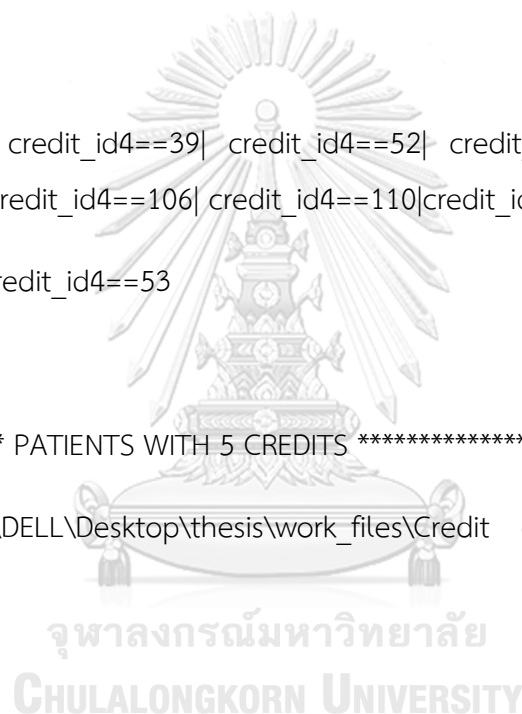 credit_id4==39| credit_id4==52| credit_
redit_id4==106| credit_id4==110|credit_id
redit_id4==53
* PATIENTS WITH 5 CREDITS ***************
\DELL\Desktop\thesis\work_files\Credit
จุฬาลงกรณ์มหาวิทยาลัย
CHULALONGKORN UNIVERSITY